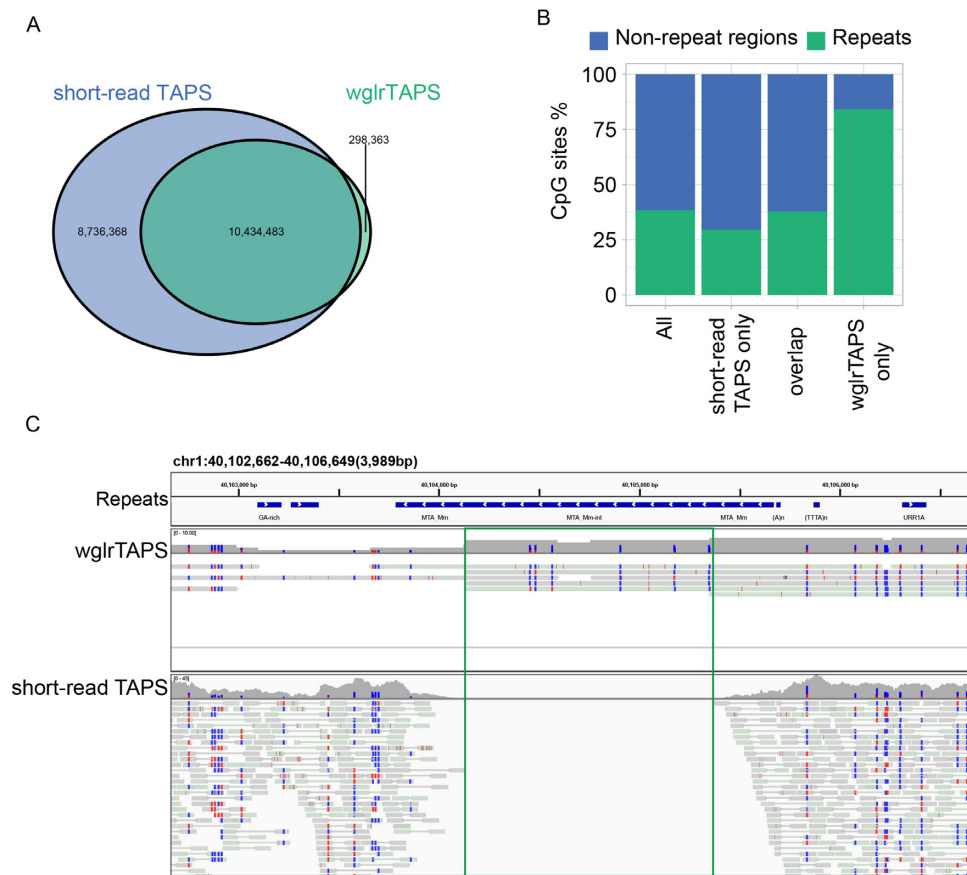 A
short-read TAPS
wglrTAPS
298,363
8,736,368
10,434,483
B
Non-repeat regions
Repeats
CpG sites %
100
75
50
25
0
All
short-read
TAPS only
overlap
wglrTAPS
only
C
chr1:40,102,662-40,106,649(3,989bp)
40,103,000 bp
40,104,000 bp
40,105,000 bp
40,106,000 bp
Repeats
GA-rich
MTA_Mm
MTA_Mm-int
MTA_Mm
(A)n
(TTTA)n
URR1A
wglrTAPS
[0 - 10.00]
short-read TAPS
[0 - 45]